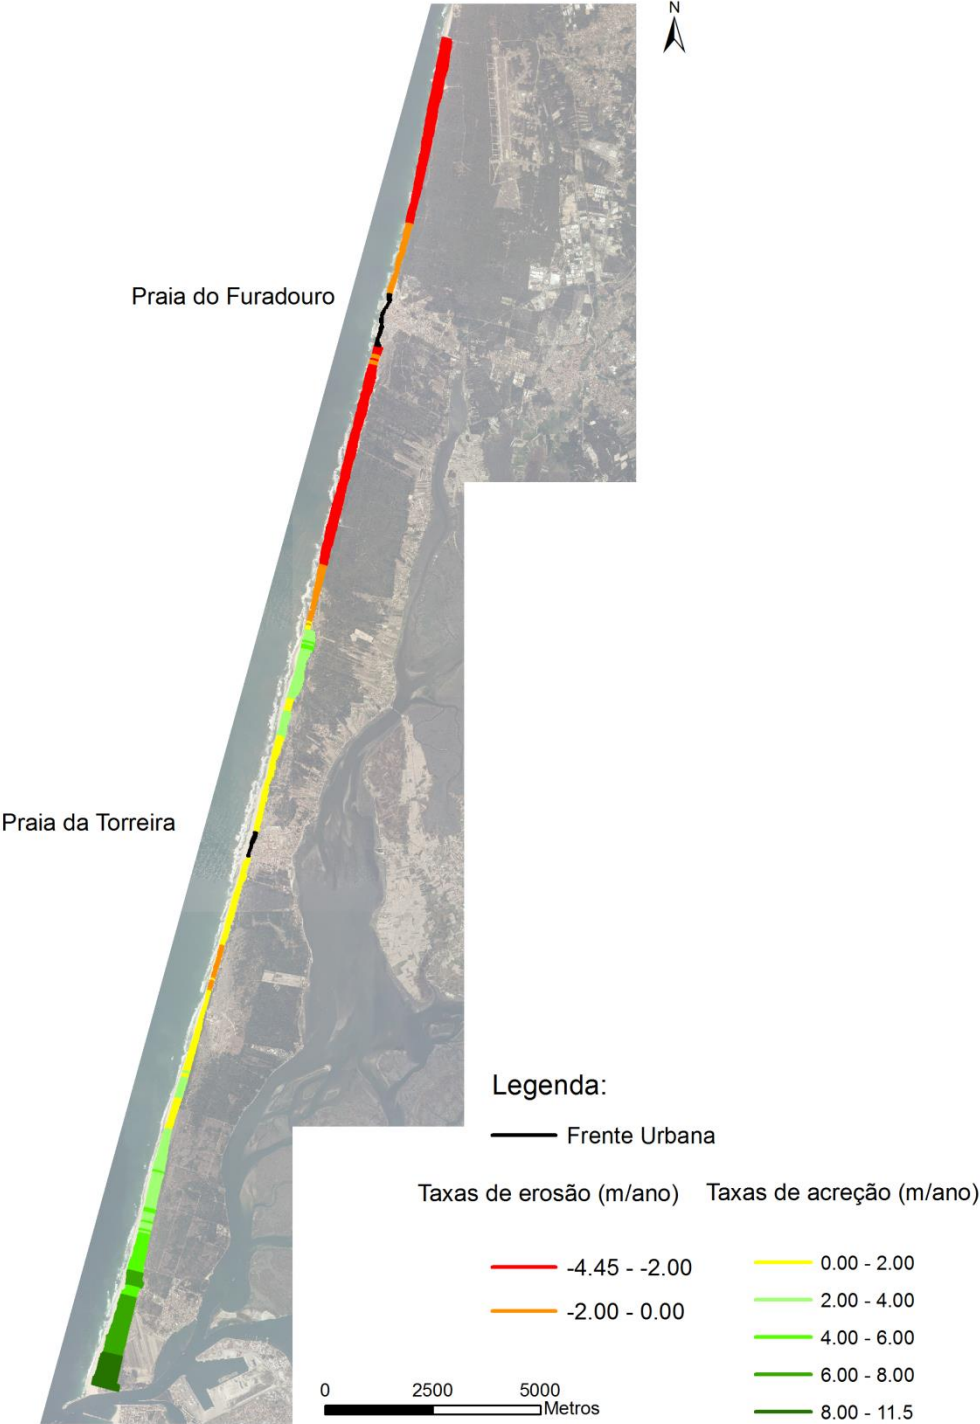 N
Praia do Furadouro
Praia da Torreira
Legenda:
Frente Urbana
Taxas de erosão (m/ano)
-4.45 - -2.00
-2.00 - 0.00
Taxas de acreção (m/ano)
0.00 - 2.00
2.00 - 4.00
4.00 - 6.00
6.00 - 8.00
8.00 - 11.5
0 2500 5000
Metros